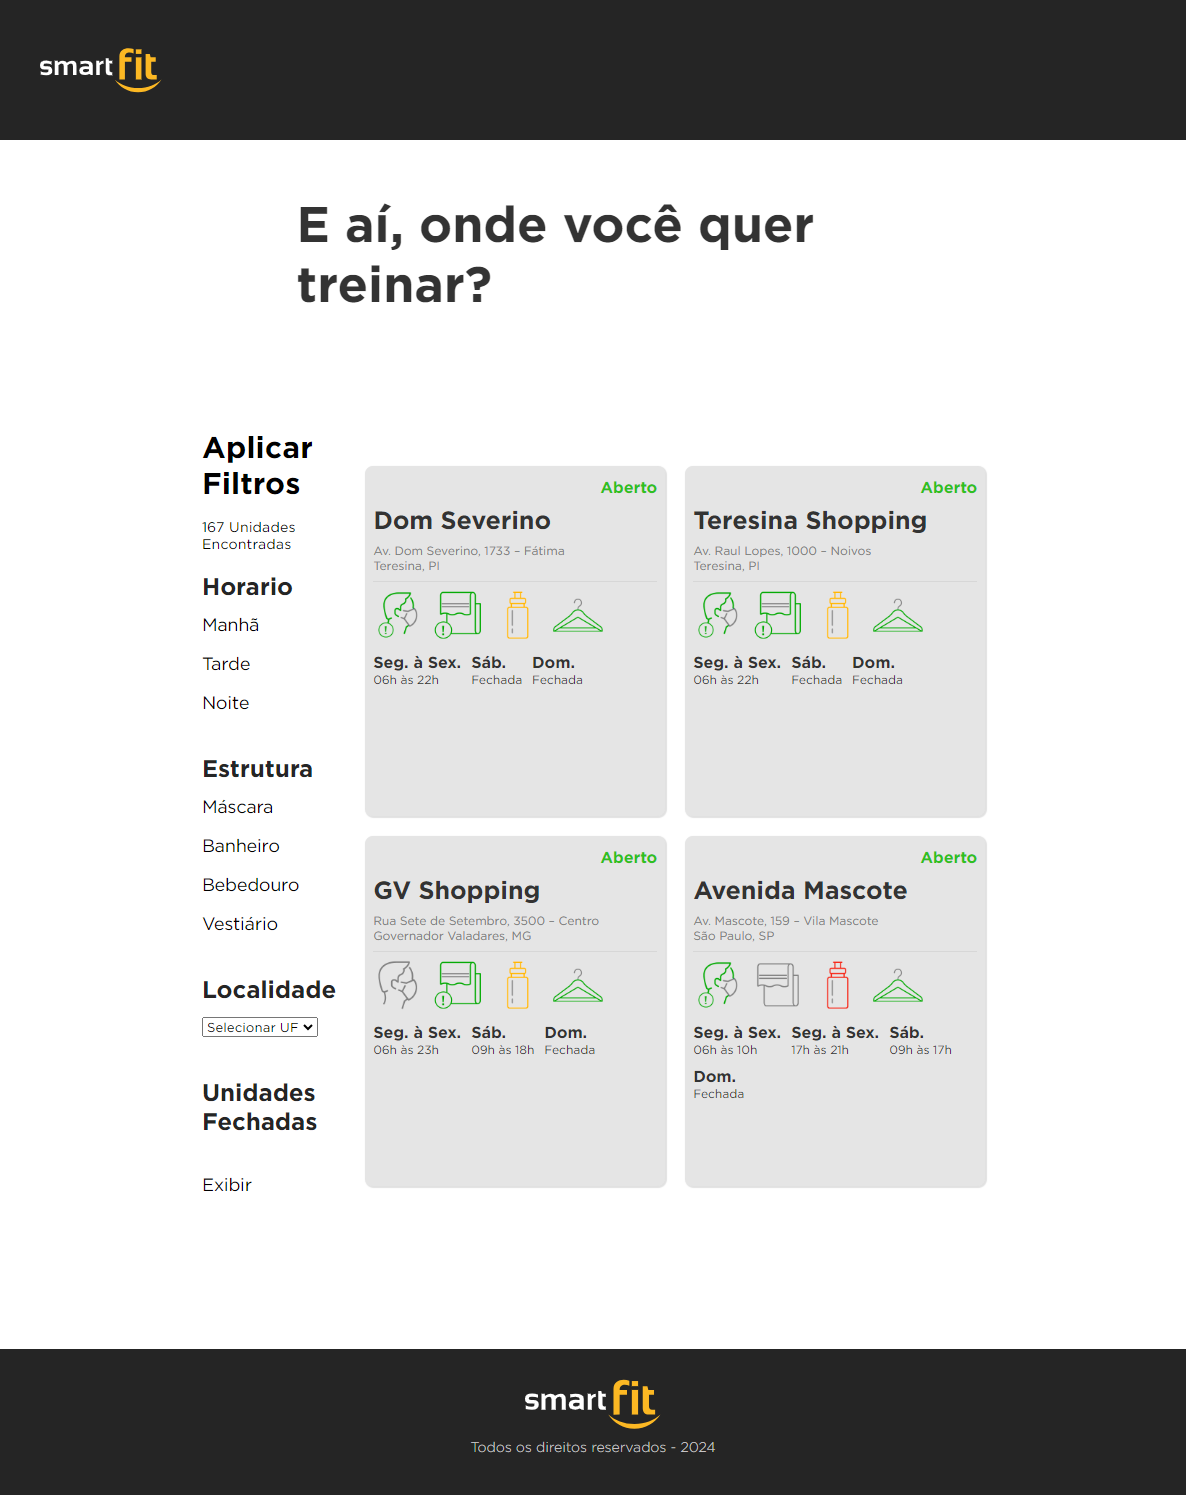 smart fit
E aí, onde você quer
treinar?
Aplicar
Filtros
167 Unidades
Encontradas
Horario
Manhã
Tarde
Noite
Estrutura
Máscara
Banheiro
Bebedouro
Vestiário
Localidade
Selecionar UF
Unidades
Fechadas
Exibir
Aberto
Dom Severino
Av. Dom Severino, 1733 – Fátima
Teresina, PI
Seg. à Sex. Sáb. Dom.
06h às 22h Fechada Fechada
Aberto
Teresina Shopping
Av. Raul Lopes, 1000 – Noivos
Teresina, PI
Seg. à Sex. Sáb. Dom.
06h às 22h Fechada Fechada
Aberto
GV Shopping
Rua Sete de Setembro, 3500 – Centro
Governador Valadares, MG
Seg. à Sex. Sáb. Dom.
06h às 23h 09h às 18h Fechada
Aberto
Avenida Mascote
Av. Mascote, 159 – Vila Mascote
São Paulo, SP
Seg. à Sex. Seg. à Sex. Sáb.
06h às 10h 17h às 21h 09h às 17h
Dom.
Fechada
smart fit
Todos os direitos reservados - 2024